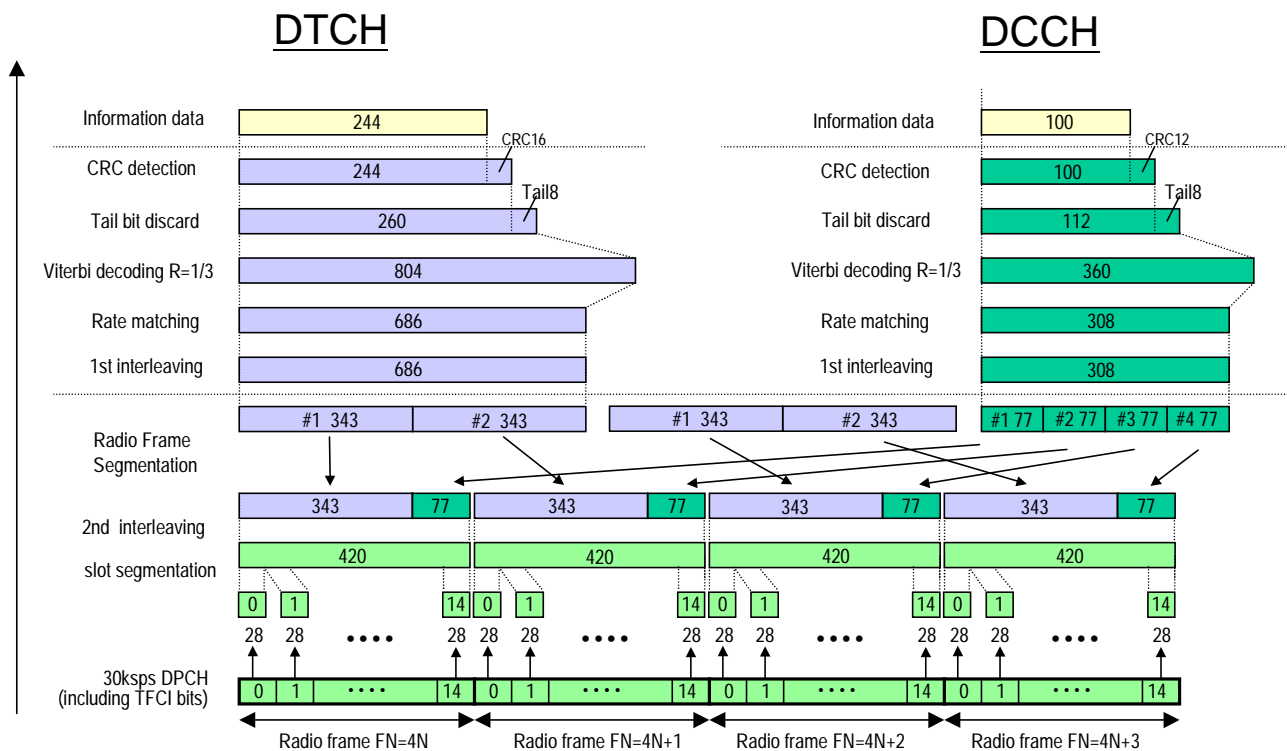 DTCH DCCH
Information data 244 Information data 100
CRC16 CRC12
CRC detection 244 CRC detection 100
Tail8 Tail8
Tail bit discard 260 Tail bit discard 112
Viterbi decoding R=1/3 804 Viterbi decoding R=1/3 360
Rate matching 686 Rate matching 308
1st interleaving 686 1st interleaving 308
#1 343 #2 343 #1 343 #2 343 #1 77 #2 77 #3 77 #4 77
Radio Frame
Segmentation
343 77 343 77 343 77 343 77
2nd interleaving
420 420 420 420
slot segmentation
0 1 14 0 1 14 0 1 14 0 1 14
28 28 •••• 28 28 28 •••• 28 28 28 •••• 28 28 28 •••• 28
30ksps DPCH
(including TFCI bits)
0 1 •••• 14 0 1 •••• 14 0 1 •••• 14 0 1 •••• 14
Radio frame FN=4N Radio frame FN=4N+1 Radio frame FN=4N+2 Radio frame FN=4N+3